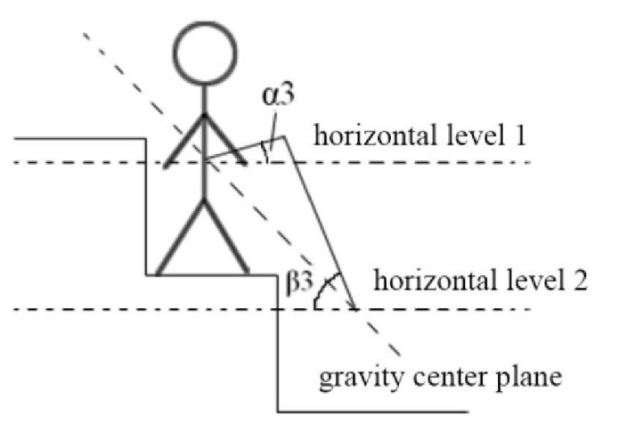 α3
horizontal level 1
β3
horizontal level 2
gravity center plane